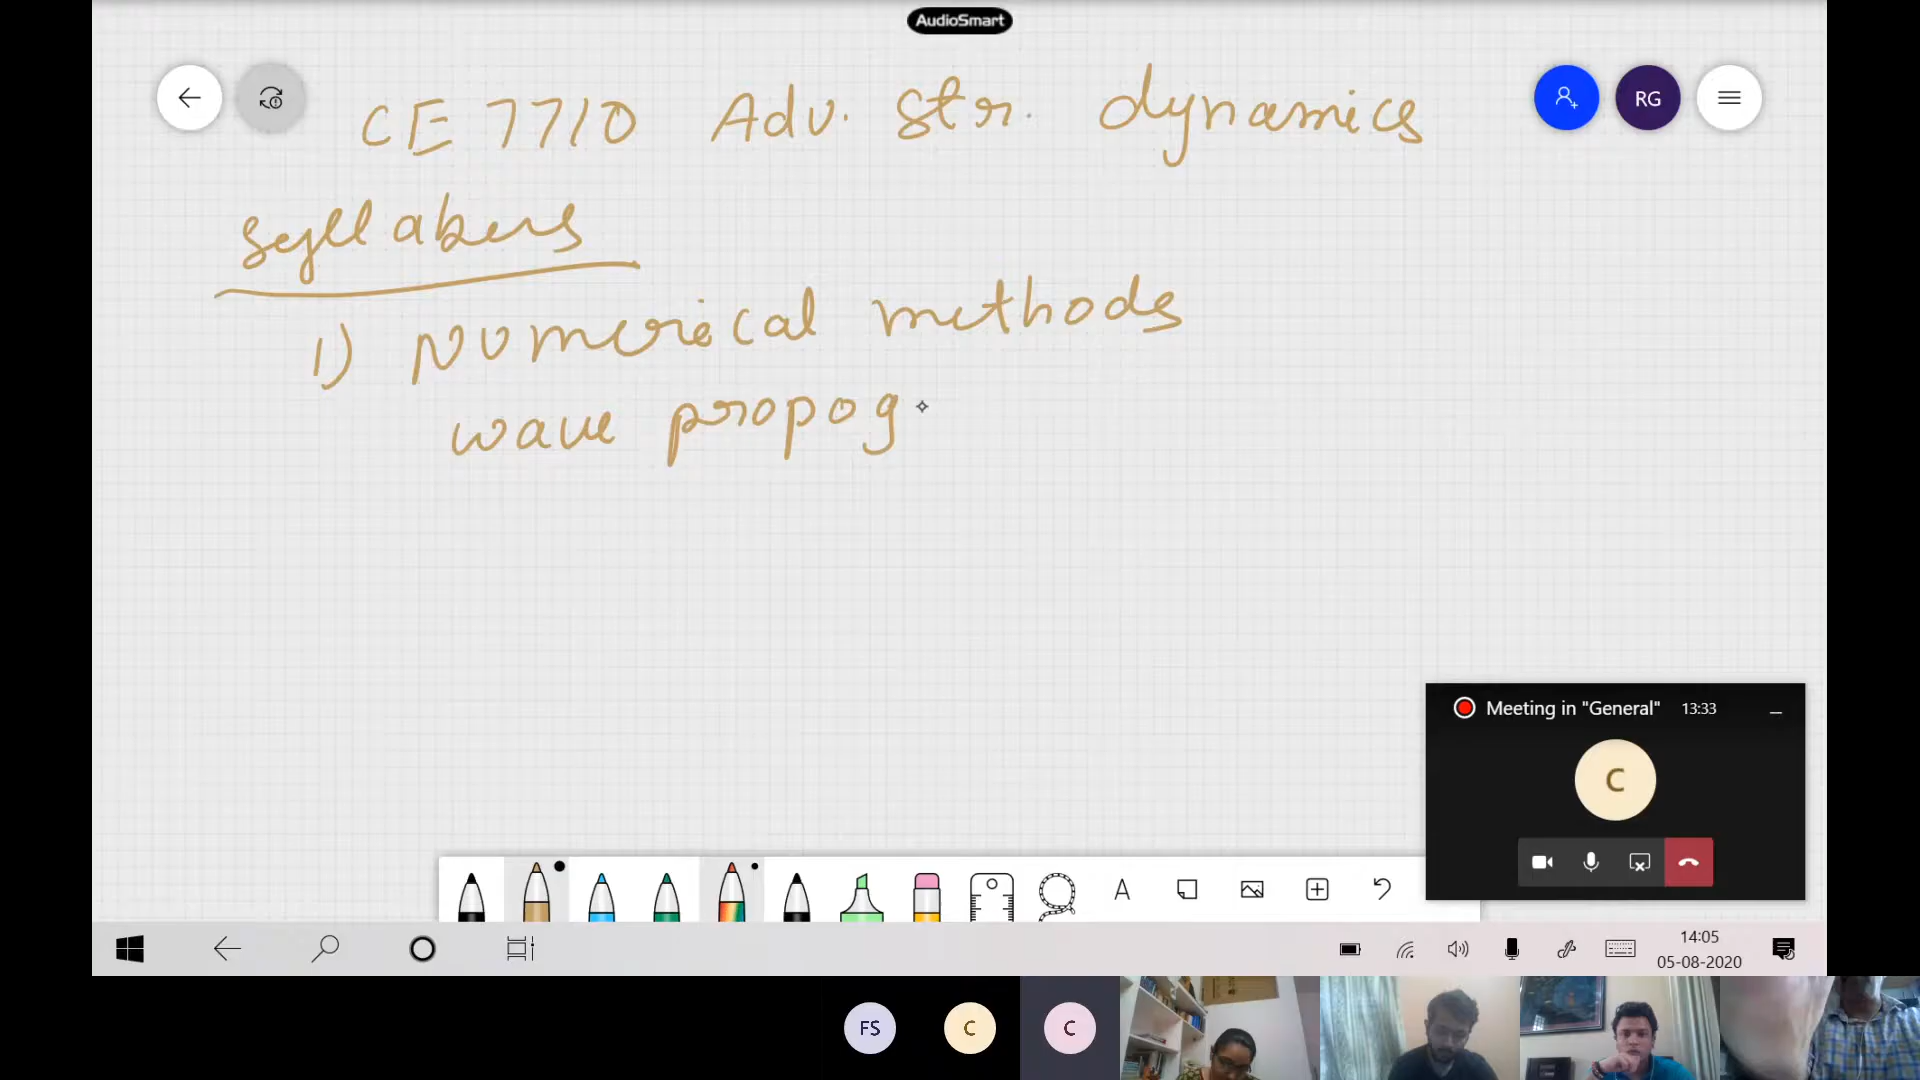 AudioSmart
CE 7710 Adv. Str. dynamics
RG
syllabus
1) Numerical methods
wave propog
Meeting in "General" 13:33
C
A
14:05
05-08-2020
FS C C